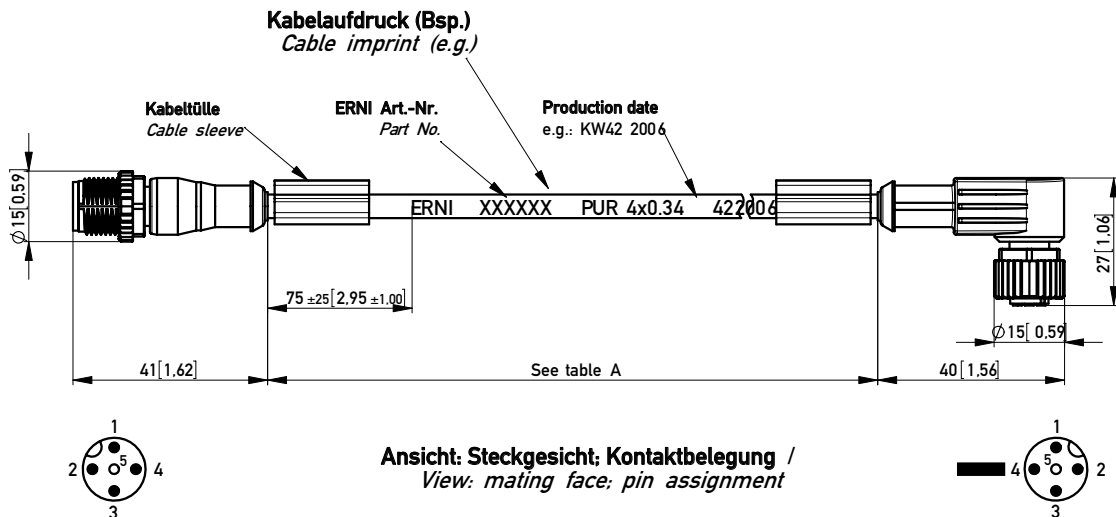 Kabelaufdruck (Bsp.)
Cable imprint (e.g.)
Kabeltülle
Cable sleeve
ERNI Art.-Nr.
Part No.
Production date
e.g.: KW42 2006
∅15[0,59]
ERNI XXXXXX PUR 4x0.34 422006
27[1.06]
75 ±25[2,95 ±1,00]
∅15[0,59]
41[1,62]
See table A
40[1,56]
1
2 5 4
3
Ansicht: Steckgesicht; Kontaktbelegung /
View: mating face; pin assignment
1
4 5 2
3